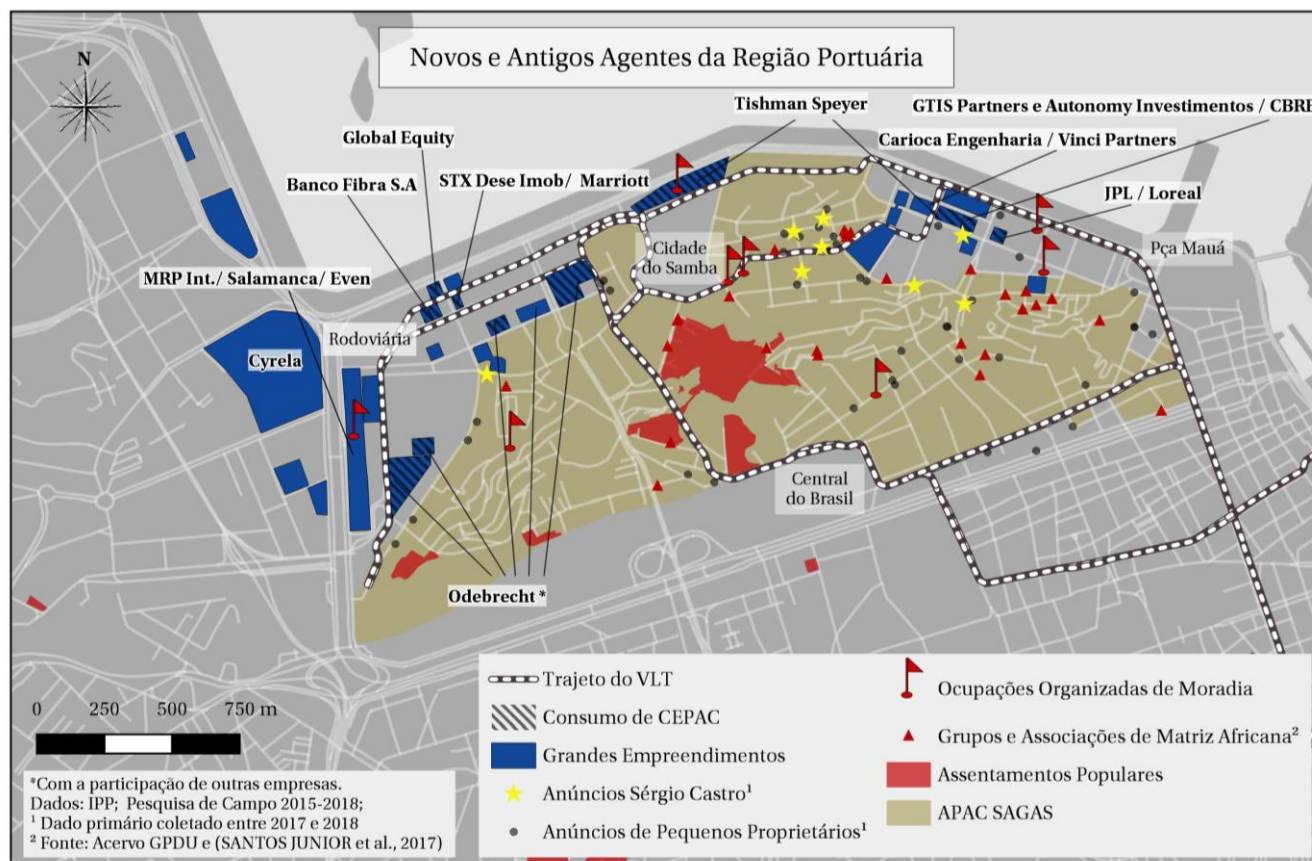 Novos e Antigos Agentes da Região Portuária
N
Tishman Speyer
GTIS Partners e Autonomy Investimentos / CBRE
Global Equity
Carioca Engenharia / Vinci Partners
Banco Fibra S.A
STX Dese Imob/ Marriott
JPL / Loreal
Cidade
do Samba
Pça Mauá
MRP Int./ Salamanca/ Even
Rodoviária
Cyrela
Central
do Brasil
Odebrecht *
0 250 500 750 m
*Com a participação de outras empresas.
Dados: IPP; Pesquisa de Campo 2015-2018;
¹ Dado primário coletado entre 2017 e 2018
² Fonte: Acervo GPDU e (SANTOS JUNIOR et al., 2017)
Trajeto do VLT
Consumo de CEPAC
Grandes Empreendimentos
Anúncios Sérgio Castro¹
Anúncios de Pequenos Proprietários¹
Ocupações Organizadas de Moradia
Grupos e Associações de Matriz Africana²
Assentamentos Populares
APAC SAGAS